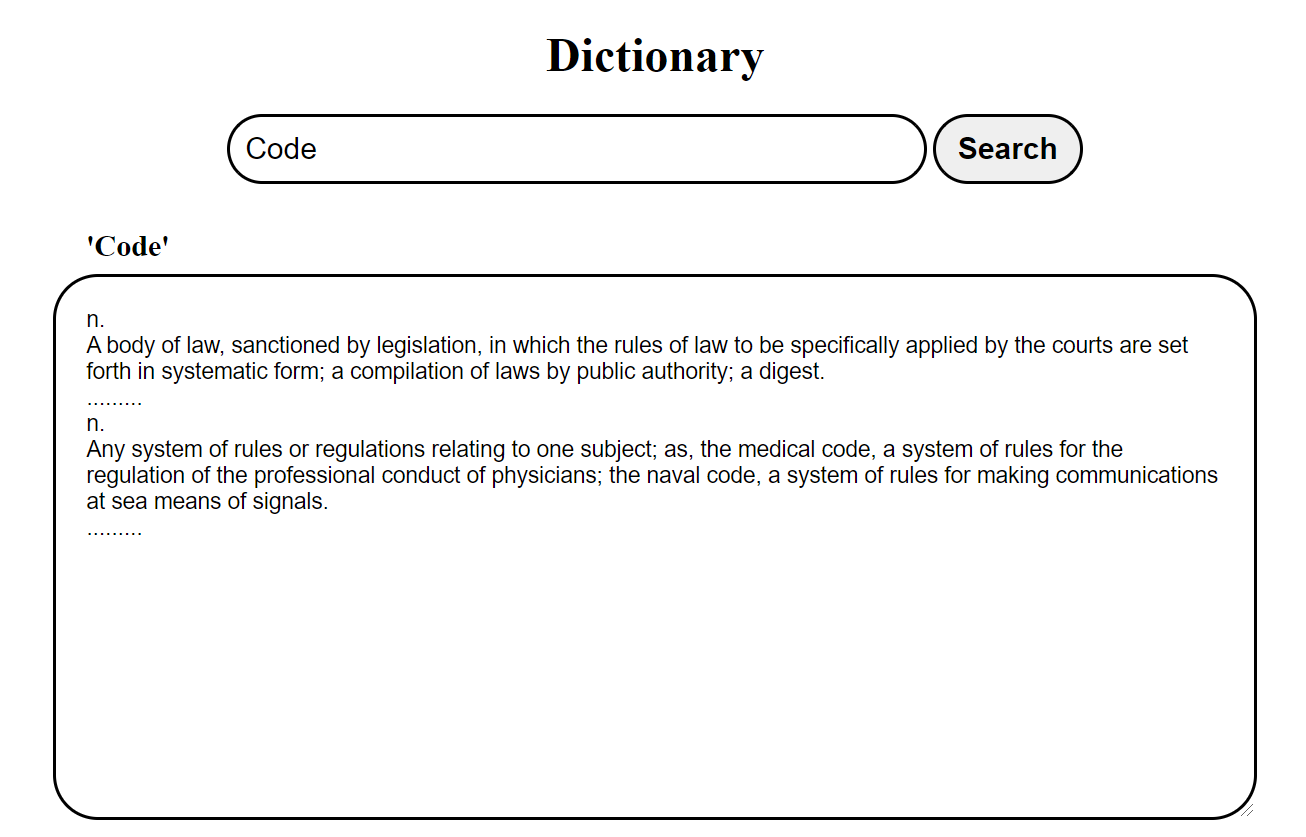 Dictionary
Code
Search
'Code'
n.
A body of law, sanctioned by legislation, in which the rules of law to be specifically applied by the courts are set
forth in systematic form; a compilation of laws by public authority; a digest.
.........
n.
Any system of rules or regulations relating to one subject; as, the medical code, a system of rules for the
regulation of the professional conduct of physicians; the naval code, a system of rules for making communications
at sea means of signals.
.........